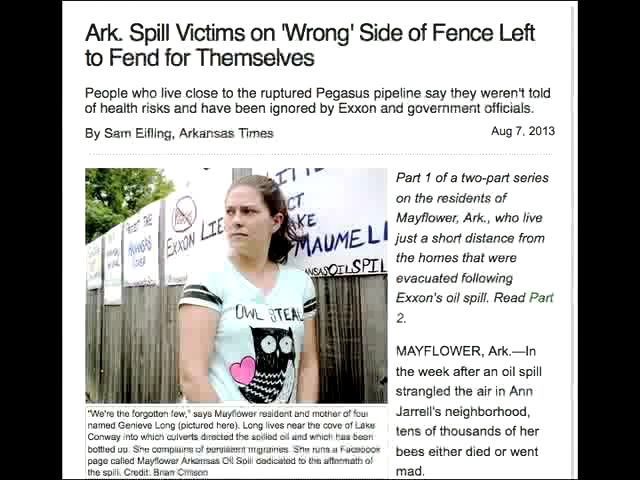 Ark. Spill Victims on 'Wrong' Side of Fence Left
to Fend for Themselves
People who live close to the ruptured Pegasus pipeline say they weren't told
of health risks and have been ignored by Exxon and government officials.
By Sam Eifling, Arkansas Times
Aug 7, 2013
EXXON LIE
MAUMEL
OIL SPIL
OWL STEAL
"We're the forgotten few," says Mayflower resident and mother of four
named Genieve Long (pictured here). Long lives near the cove of Lake
Conway into which culverts directed the spilled oil and which has been
bottled up. She complains of persistent migraines. She runs a Facebook
page called Mayflower Arkansas Oil Spill dedicated to the aftermath of
the spill. Credit: Brian Chilson
Part 1 of a two-part series
on the residents of
Mayflower, Ark., who live
just a short distance from
the homes that were
evacuated following
Exxon's oil spill. Read Part
2.
MAYFLOWER, Ark.—In
the week after an oil spill
strangled the air in Ann
Jarrell's neighborhood,
tens of thousands of her
bees either died or went
mad.